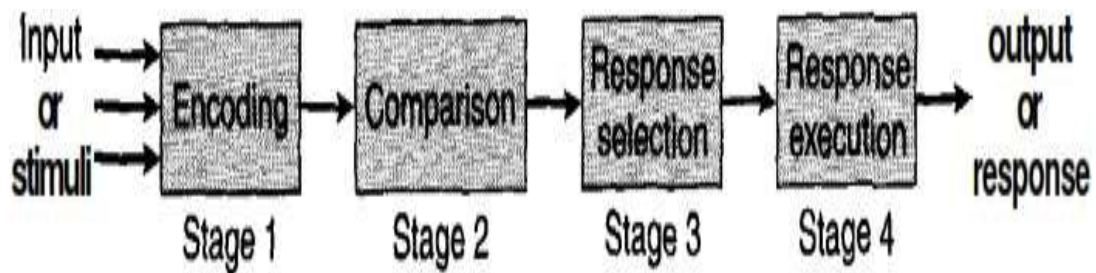 Input
or
stimuli
Encoding
Comparison
Response
selection
Response
execution
output
or
response
Stage 1
Stage 2
Stage 3
Stage 4